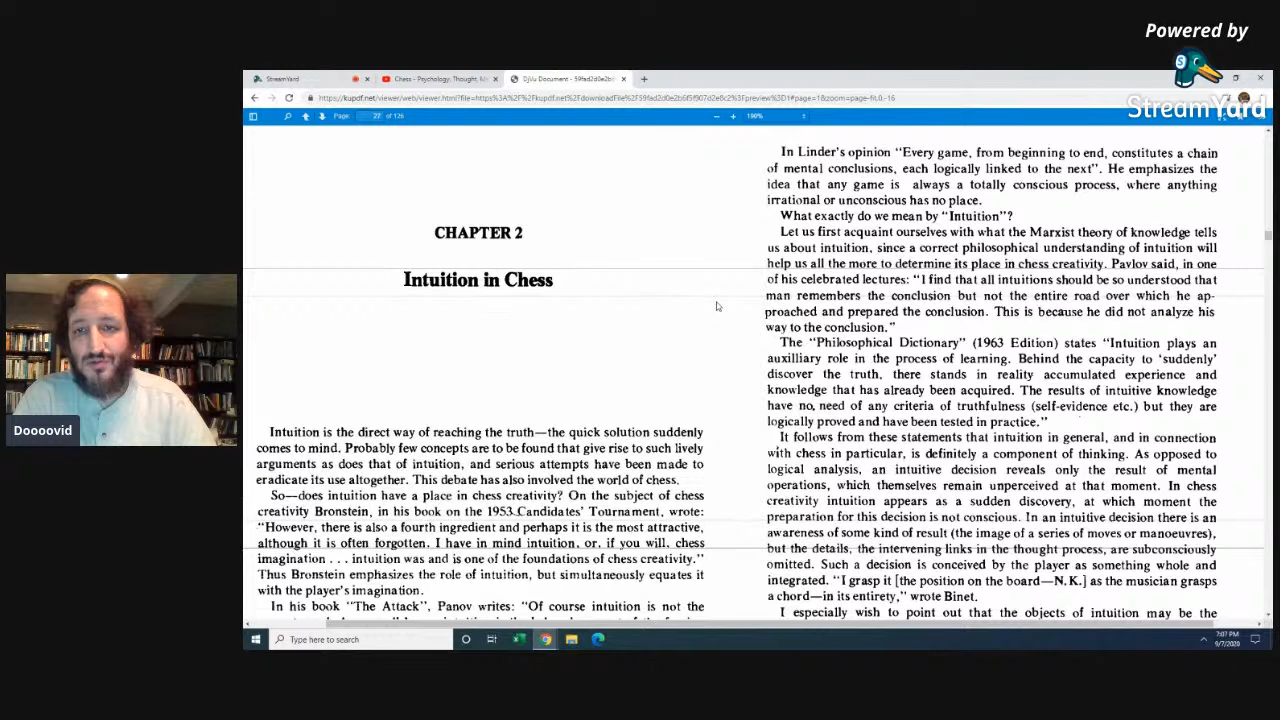 Powered by
StreamYard
StreamYard
Chess - Psychology, Thought,
DjVu Document - 59fad2d0e2b
Page:
27
of 126
190%
CHAPTER 2
Intuition in Chess
Intuition is the direct way of reaching the truth—the quick solution suddenly
comes to mind. Probably few concepts are to be found that give rise to such lively
arguments as does that of intuition, and serious attempts have been made to
eradicate its use altogether. This debate has also involved the world of chess.
So—does intuition have a place in chess creativity? On the subject of chess
creativity Bronstein, in his book on the 1953 Candidates' Tournament, wrote:
"However, there is also a fourth ingredient and perhaps it is the most attractive,
although it is often forgotten. I have in mind intuition, or, if you will, chess
imagination . . . intuition was and is one of the foundations of chess creativity."
Thus Bronstein emphasizes the role of intuition, but simultaneously equates it
with the player's imagination.
In his book "The Attack", Panov writes: "Of course intuition is not the
In Linder's opinion "Every game, from beginning to end, constitutes a chain
of mental conclusions, each logically linked to the next". He emphasizes the
idea that any game is always a totally conscious process, where anything
irrational or unconscious has no place.
What exactly do we mean by "Intuition"?
Let us first acquaint ourselves with what the Marxist theory of knowledge tells
us about intuition, since a correct philosophical understanding of intuition will
help us all the more to determine its place in chess creativity. Pavlov said, in one
of his celebrated lectures: "I find that all intuitions should be so understood that
man remembers the conclusion but not the entire road over which he ap-
proached and prepared the conclusion. This is because he did not analyze his
way to the conclusion."
The "Philosophical Dictionary" (1963 Edition) states "Intuition plays an
auxilliary role in the process of learning. Behind the capacity to 'suddenly'
discover the truth, there stands in reality accumulated experience and
knowledge that has already been acquired. The results of intuitive knowledge
have no need of any criteria of truthfulness (self-evidence etc.) but they are
logically proved and have been tested in practice."
It follows from these statements that intuition in general, and in connection
with chess in particular, is definitely a component of thinking. As opposed to
logical analysis, an intuitive decision reveals only the result of mental
operations, which themselves remain unperceived at that moment. In chess
creativity intuition appears as a sudden discovery, at which moment the
preparation for this decision is not conscious. In an intuitive decision there is an
awareness of some kind of result (the image of a series of moves or manoeuvres),
but the details, the intervening links in the thought process, are subconsciously
omitted. Such a decision is conceived by the player as something whole and
integrated. "I grasp it [the position on the board—N.K.] as the musician grasps
a chord—in its entirety," wrote Binet.
I especially wish to point out that the objects of intuition may be the
Doooovid
Type here to search
7:07 PM
9/7/2020